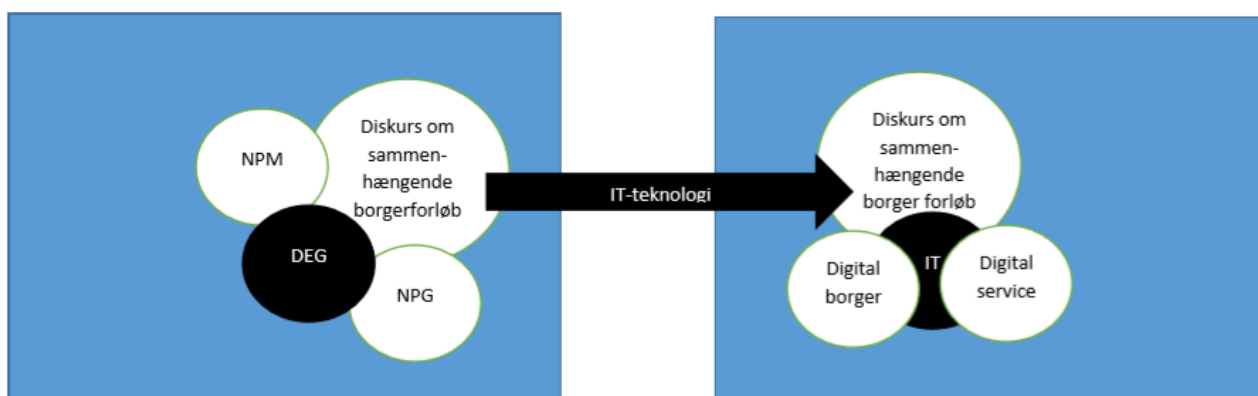 NPM
Diskurs om
sammen-
hængende
borgerforløb
DEG
NPG
IT-teknologi
Diskurs om
sammen-
hængende
borger forløb
IT
Digital
borger
Digital
service